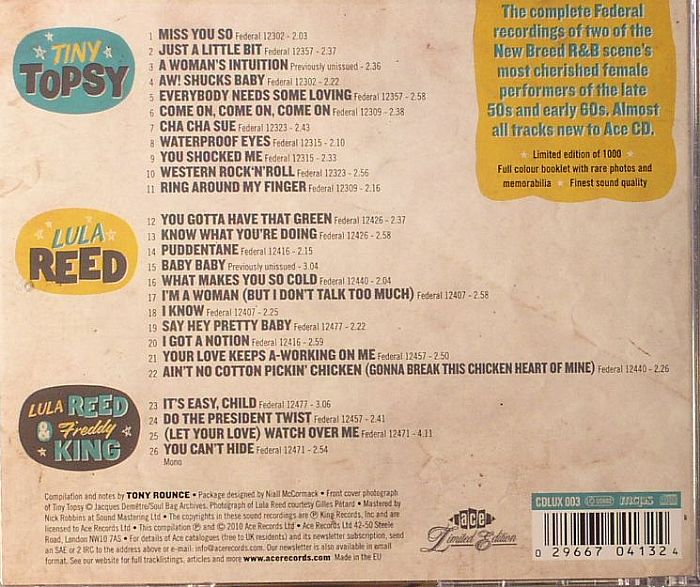 TINY
TOPSY
1 MISS YOU SO Federal 12302 - 2.03
2 JUST A LITTLE BIT Federal 12357 - 2.37
3 A WOMAN'S INTUITION Previously unissued - 2.36
4 AW! SHUCKS BABY Federal 12302 - 2.22
5 EVERYBODY NEEDS SOME LOVING Federal 12357 - 2.58
6 COME ON, COME ON, COME ON Federal 12309 - 2.38
7 CHA CHA SUE Federal 12323 - 2.43
8 WATERPROOF EYES Federal 12315 - 2.10
9 YOU SHOCKED ME Federal 12315 - 2.33
10 WESTERN ROCK'N'ROLL Federal 12323 - 2.56
11 RING AROUND MY FINGER Federal 12309 - 2.16
The complete Federal
recordings of two of the
New Breed R&B scene's
most cherished female
performers of the late
50s and early 60s. Almost
all tracks new to Ace CD.
★ Limited edition of 1000 ★
Full colour booklet with rare photos and
memorabilia ★ Finest sound quality
LULA
REED
12 YOU GOTTA HAVE THAT GREEN Federal 12426 - 2.37
13 KNOW WHAT YOU'RE DOING Federal 12426 - 2.58
14 PUDDENTANE Federal 12416 - 2.15
15 BABY BABY Previously unissued - 3.04
16 WHAT MAKES YOU SO COLD Federal 12440 - 2.04
17 I'M A WOMAN (BUT I DON'T TALK TOO MUCH) Federal 12407 - 2.58
18 I KNOW Federal 12407 - 2.25
19 SAY HEY PRETTY BABY Federal 12477 - 2.22
20 I GOT A NOTION Federal 12416 - 2.59
21 YOUR LOVE KEEPS A-WORKING ON ME Federal 12457 - 2.50
22 AIN'T NO COTTON PICKIN' CHICKEN (GONNA BREAK THIS CHICKEN HEART OF MINE) Federal 12440 - 2.26
LULA REED
& Freddy
KING
23 IT'S EASY, CHILD Federal 12477 - 3.06
24 DO THE PRESIDENT TWIST Federal 12457 - 2.41
25 (LET YOUR LOVE) WATCH OVER ME Federal 12471 - 4.11
26 YOU CAN'T HIDE Federal 12471 - 2.54
Mono
Compilation and notes by TONY ROUNCE • Package designed by Niall McCormack • Front cover photograph
of Tiny Topsy © Jacques Demêtre/Soul Bag Archives. Photograph of Lula Reed courtesy Gilles Pétard • Mastered by
Nick Robbins at Sound Mastering Ltd • The copyrights in these sound recordings are ℗ King Records, Inc and are
licensed to Ace Records Ltd • This compilation ℗ and © 2010 Ace Records Ltd • Ace Records Ltd 42-50 Steele
Road, London NW10 7AS • For details of Ace catalogues (free to UK residents) and its newsletter subscription, send
an SAE or 2 IRC to the address above or e-mail: info@acerecords.com. Our newsletter is also available in email
format. See our website for full tracklistings, articles and more www.acerecords.com Made in the EU
ace
Limited Edition
CDLUX 003
mcps
0 29667 04132 4